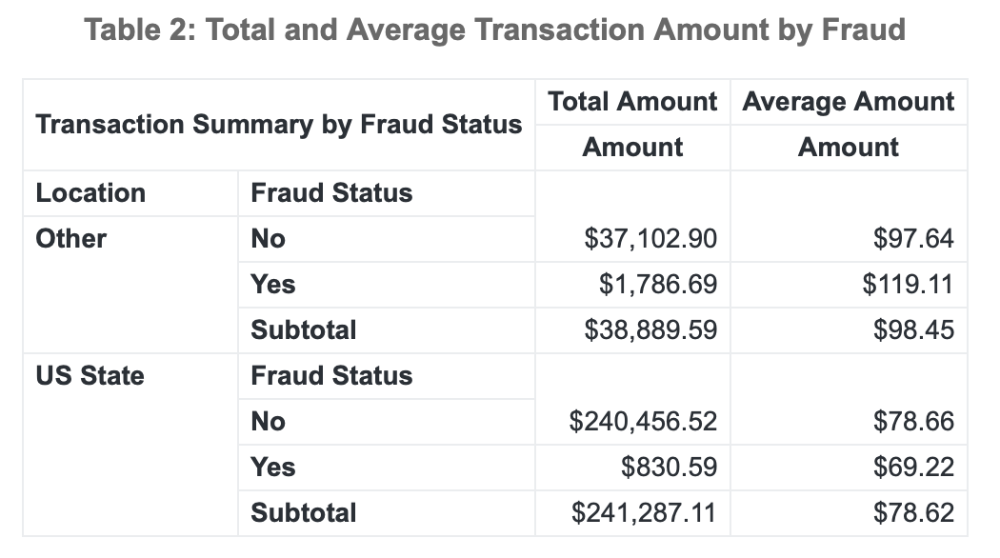 Table 2: Total and Average Transaction Amount by Fraud
Transaction Summary by Fraud Status Total Amount Average Amount
Amount Amount
Location Fraud Status
Other No $37,102.90 $97.64
Yes $1,786.69 $119.11
Subtotal $38,889.59 $98.45
US State Fraud Status
No $240,456.52 $78.66
Yes $830.59 $69.22
Subtotal $241,287.11 $78.62